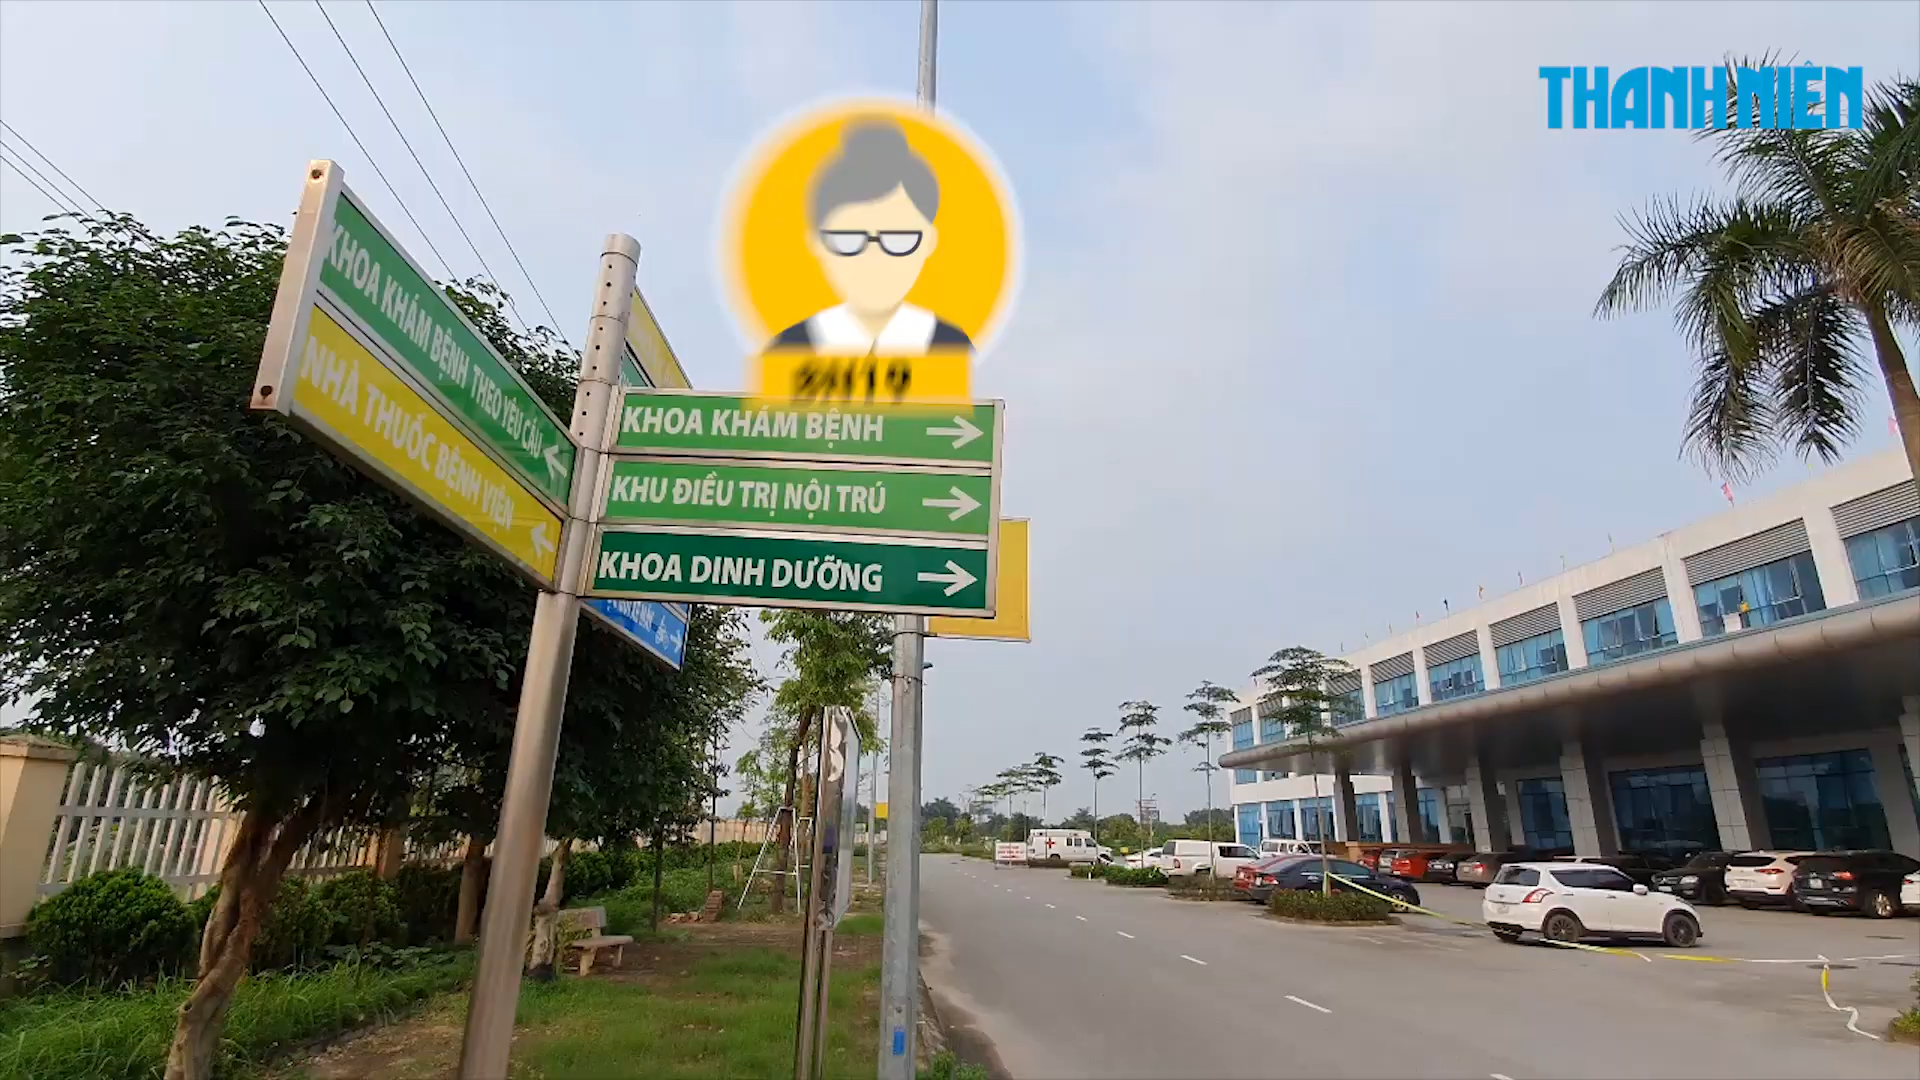 THANH NIÊN
KHOA KHÁM BỆNH THEO YÊU CẦU
NHÀ THUỐC BỆNH VIỆN
KHOA KHÁM BỆNH
KHU ĐIỀU TRỊ NỘI TRÚ
KHOA DINH DƯỠNG